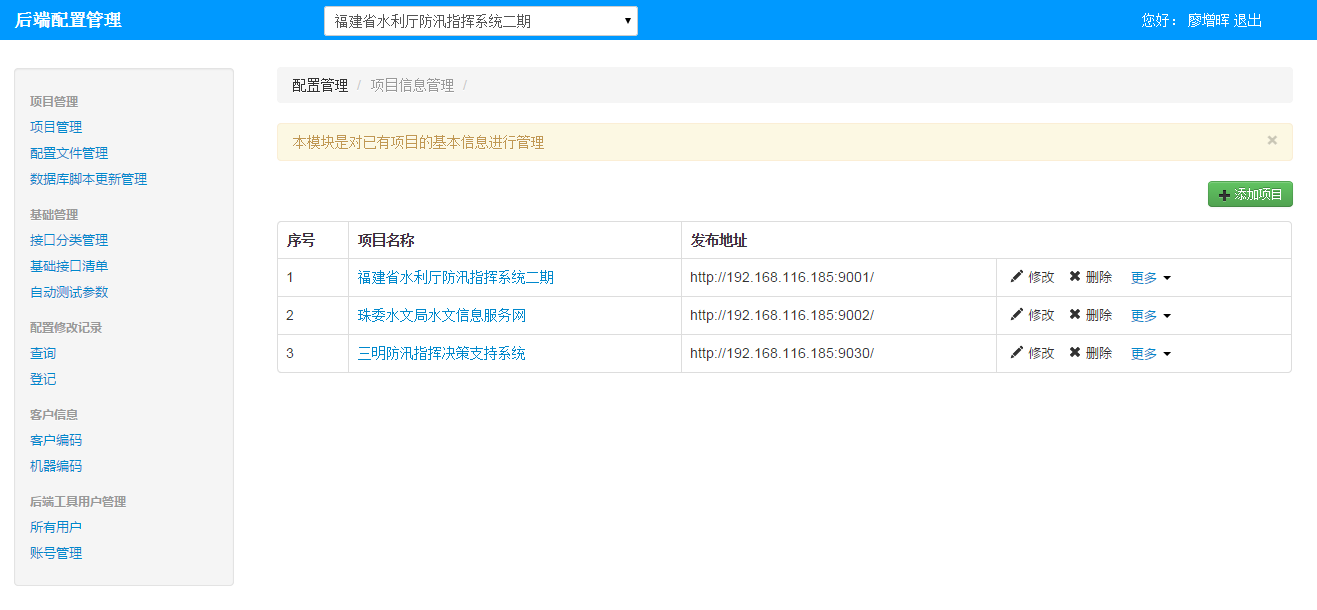 后端配置管理
福建省水利厅防汛指挥系统二期
您好： 廖增晖 退出
项目管理
项目管理
配置文件管理
数据库脚本更新管理
基础管理
接口分类管理
基础接口清单
自动测试参数
配置修改记录
查询
登记
客户信息
客户编码
机器编码
后端工具用户管理
所有用户
账号管理
配置管理 / 项目信息管理 /
本模块是对已有项目的基本信息进行管理 ×
添加项目
序号 项目名称 发布地址
1 福建省水利厅防汛指挥系统二期 http://192.168.116.185:9001/ 修改 删除 更多
2 珠委水文局水文信息服务网 http://192.168.116.185:9002/ 修改 删除 更多
3 三明防汛指挥决策支持系统 http://192.168.116.185:9030/ 修改 删除 更多